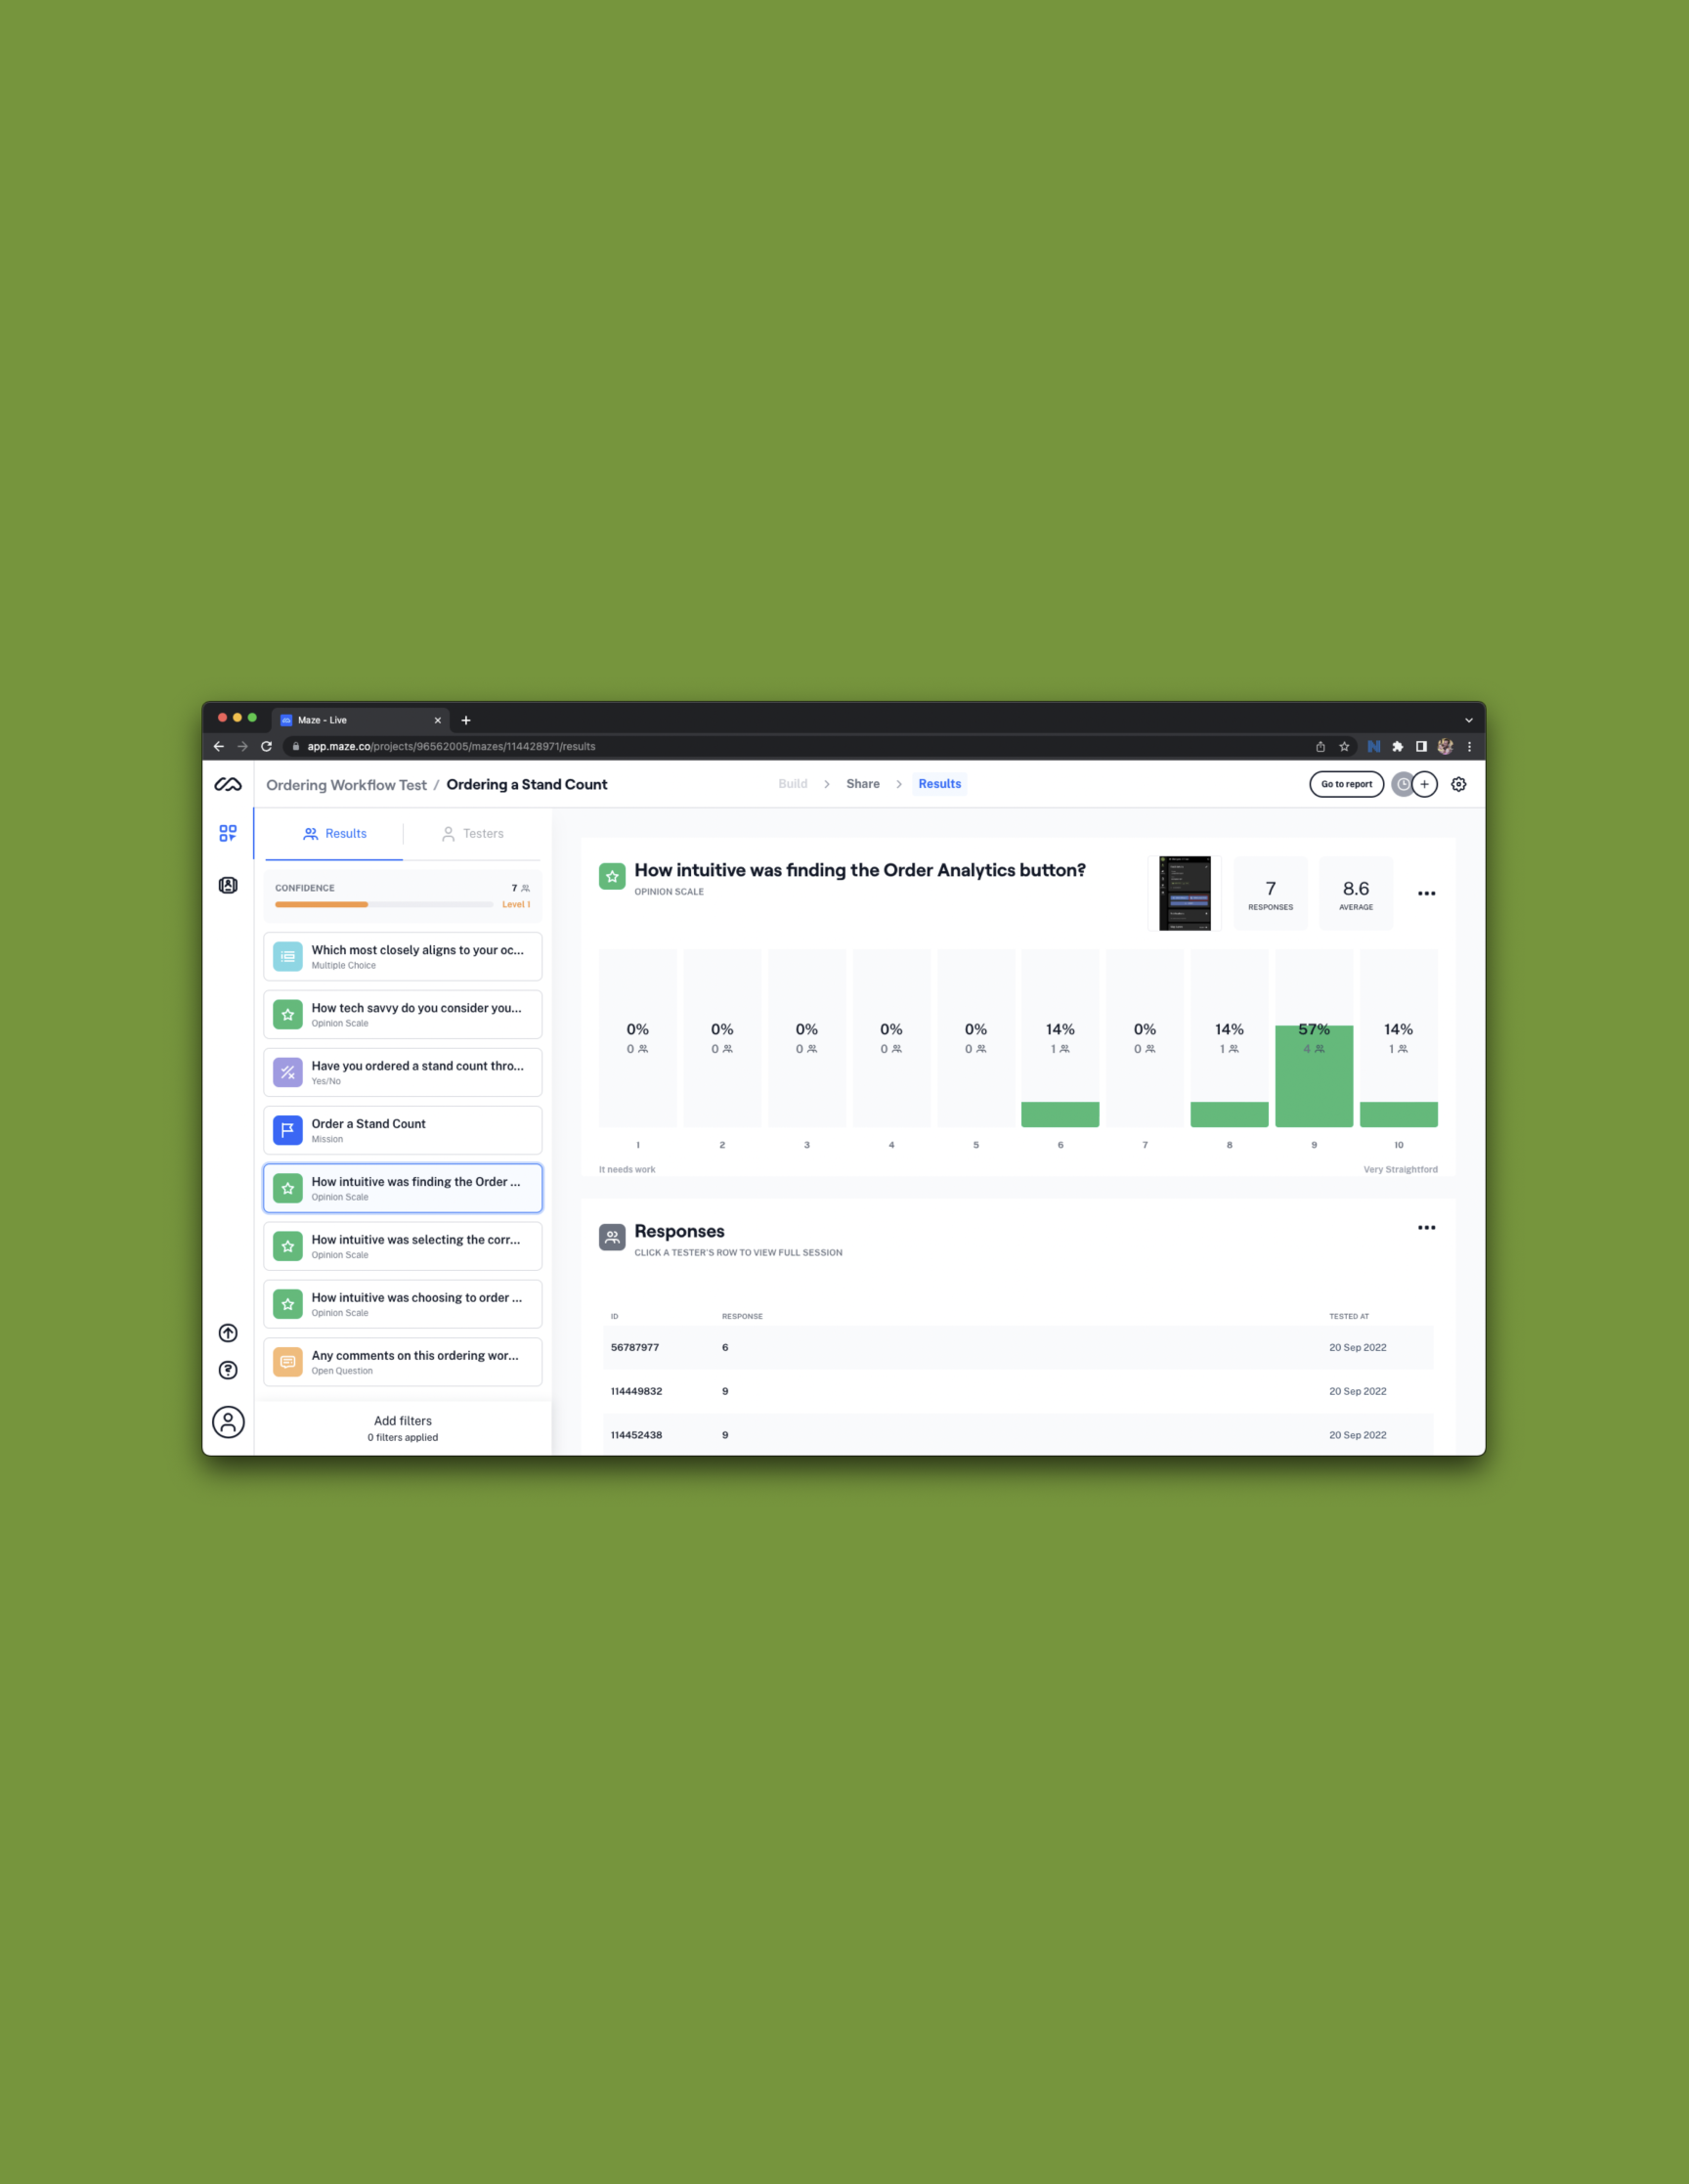 Maze - Live
app.maze.co/projects/96562005/mazes/114428971/results
Ordering Workflow Test / Ordering a Stand Count
Build > Share > Results
Go to report
Results
Testers
CONFIDENCE
7
Level 1
Which most closely aligns to your oc...
Multiple Choice
How tech savvy do you consider you...
Opinion Scale
Have you ordered a stand count thro...
Yes/No
Order a Stand Count
Mission
How intuitive was finding the Order ...
Opinion Scale
How intuitive was selecting the corr...
Opinion Scale
How intuitive was choosing to order ...
Opinion Scale
Any comments on this ordering wor...
Open Question
Add filters
0 filters applied
How intuitive was finding the Order Analytics button?
OPINION SCALE
7
RESPONSES
8.6
AVERAGE
0% 0% 0% 0% 0% 14% 0% 14% 57% 14%
0 0 0 0 0 1 0 1 4 1
1 2 3 4 5 6 7 8 9 10
It needs work
Very Straightford
Responses
CLICK A TESTER'S ROW TO VIEW FULL SESSION
ID RESPONSE TESTED AT
56787977 6 20 Sep 2022
114449832 9 20 Sep 2022
114452438 9 20 Sep 2022